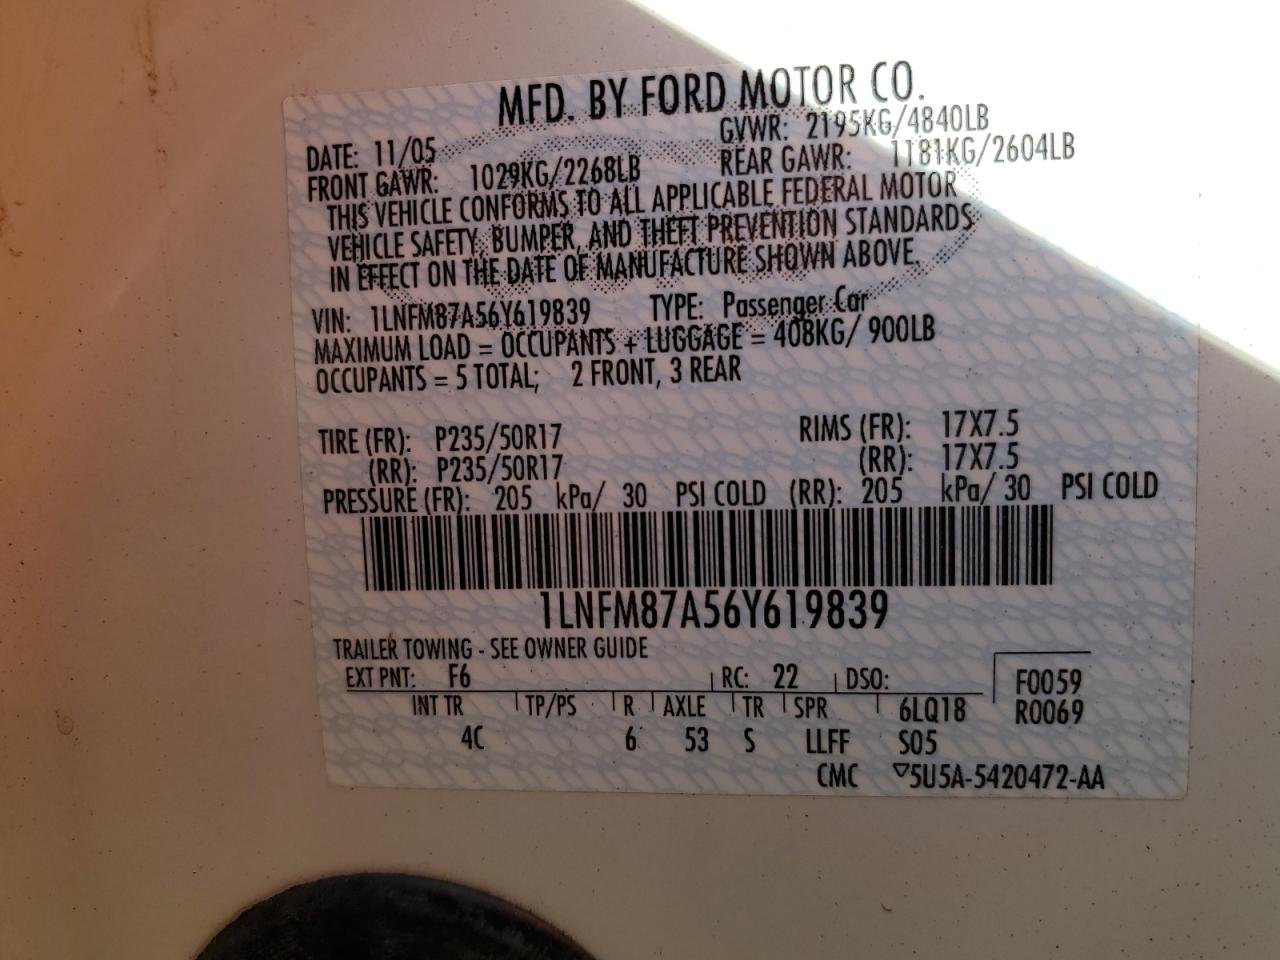 MFD. BY FORD MOTOR CO.
DATE: 11/05 GVWR: 2195KG/4840LB
FRONT GAWR: 1029KG/2268LB REAR GAWR: 1181KG/2604LB
THIS VEHICLE CONFORMS TO ALL APPLICABLE FEDERAL MOTOR
VEHICLE SAFETY, BUMPER, AND THEFT PREVENTION STANDARDS
IN EFFECT ON THE DATE OF MANUFACTURE SHOWN ABOVE.
VIN: 1LNFM87A56Y619839 TYPE: Passenger Car
MAXIMUM LOAD = OCCUPANTS + LUGGAGE = 408KG/ 900LB
OCCUPANTS = 5 TOTAL; 2 FRONT, 3 REAR
TIRE (FR): P235/50R17 RIMS (FR): 17X7.5
(RR): P235/50R17 (RR): 17X7.5
PRESSURE (FR): 205 kPa/ 30 PSI COLD (RR): 205 kPa/ 30 PSI COLD
1LNFM87A56Y619839
TRAILER TOWING - SEE OWNER GUIDE
EXT PNT: F6 RC: 22 DSO: F0059
INT TR TP/PS R AXLE TR SPR 6LQ18 R0069
4C 6 53 S LLFF S05
CMC ▽5U5A-5420472-AA